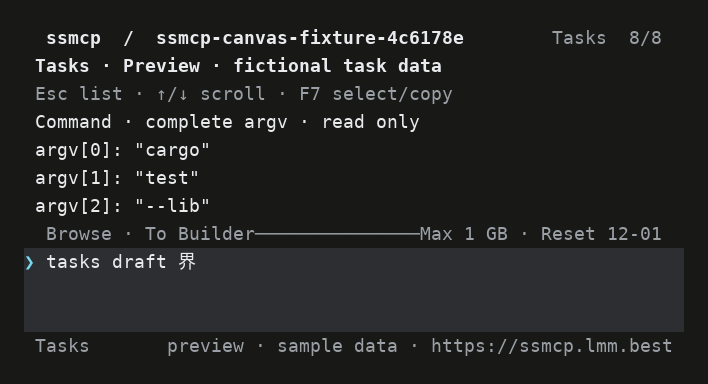 ssmcp  /  ssmcp-canvas-fixture-4c6178e        Tasks  8/8
Tasks · Preview · fictional task data
Esc list · ↑/↓ scroll · F7 select/copy
Command · complete argv · read only
argv[0]: "cargo"
argv[1]: "test"
argv[2]: "--lib"
Browse · To Builder───────────────Max 1 GB · Reset 12-01
❯ tasks draft 界
Tasks       preview · sample data · https://ssmcp.lmm.best